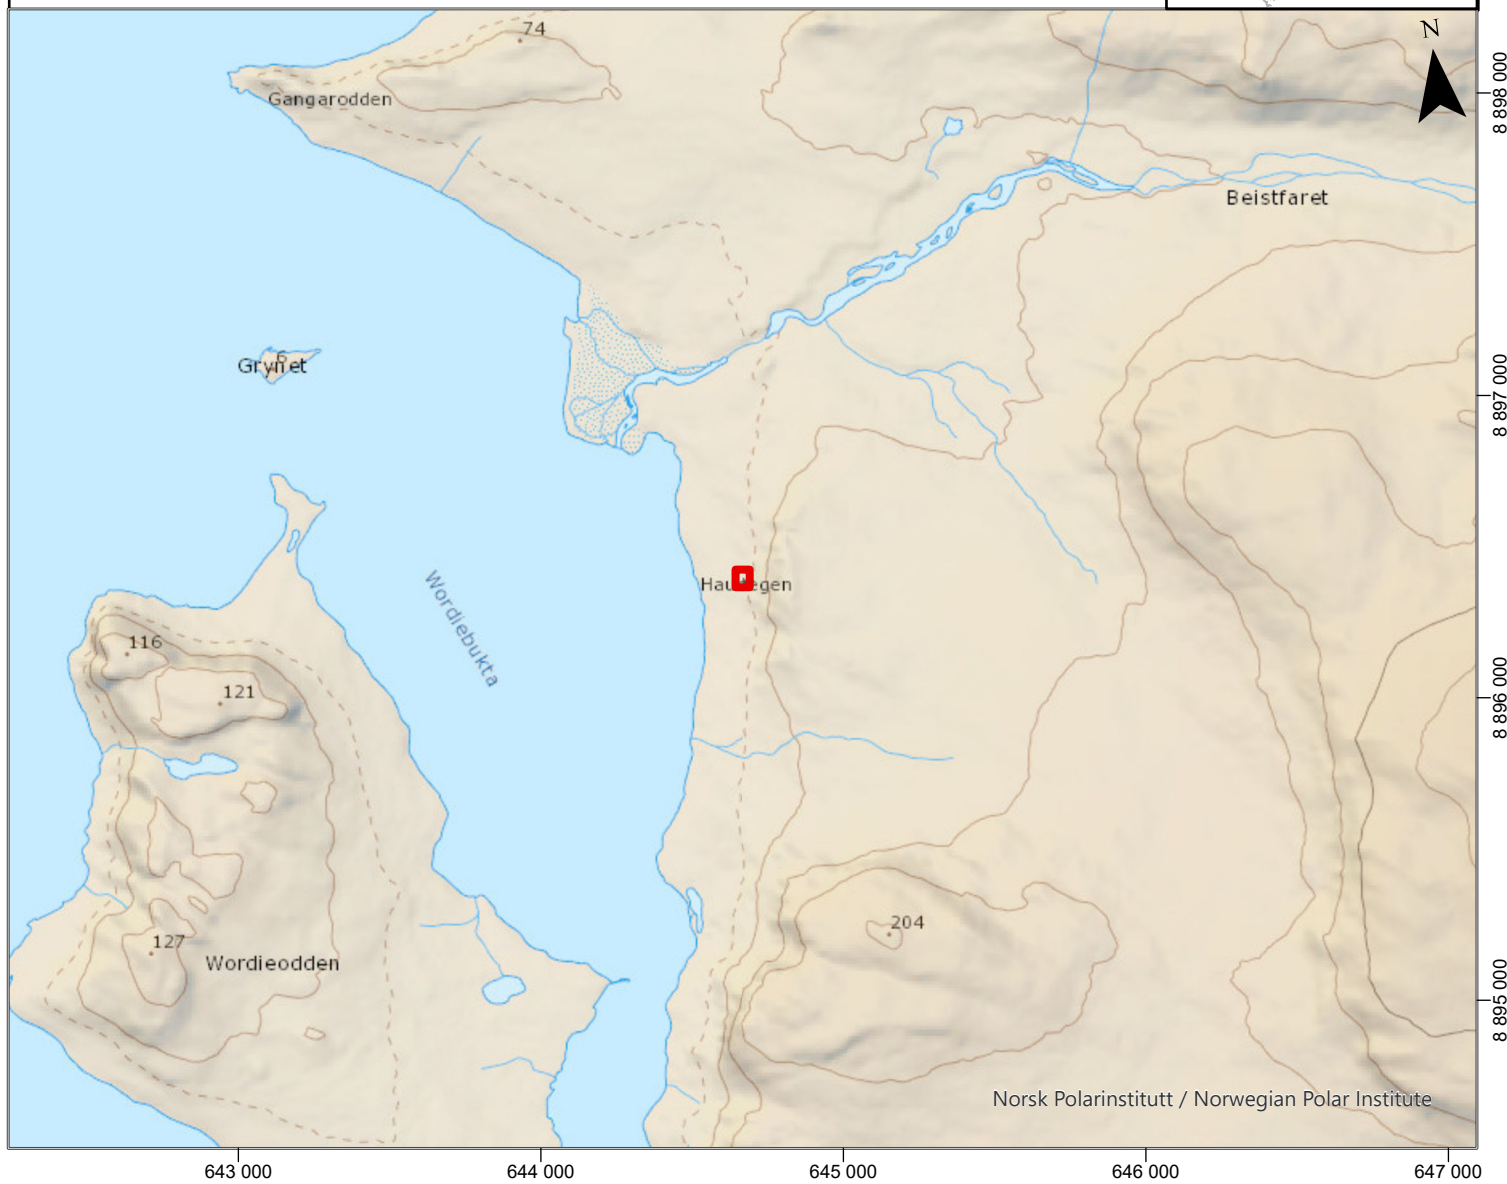 N
74
Gangarodden
8 898 000
Beistfaret
6
Grynet
8 897 000
Wordiebukta
116
121
8 896 000
204
127
Wordieodden
8 895 000
Norsk Polarinstitutt / Norwegian Polar Institute
643 000
644 000
645 000
646 000
647 000